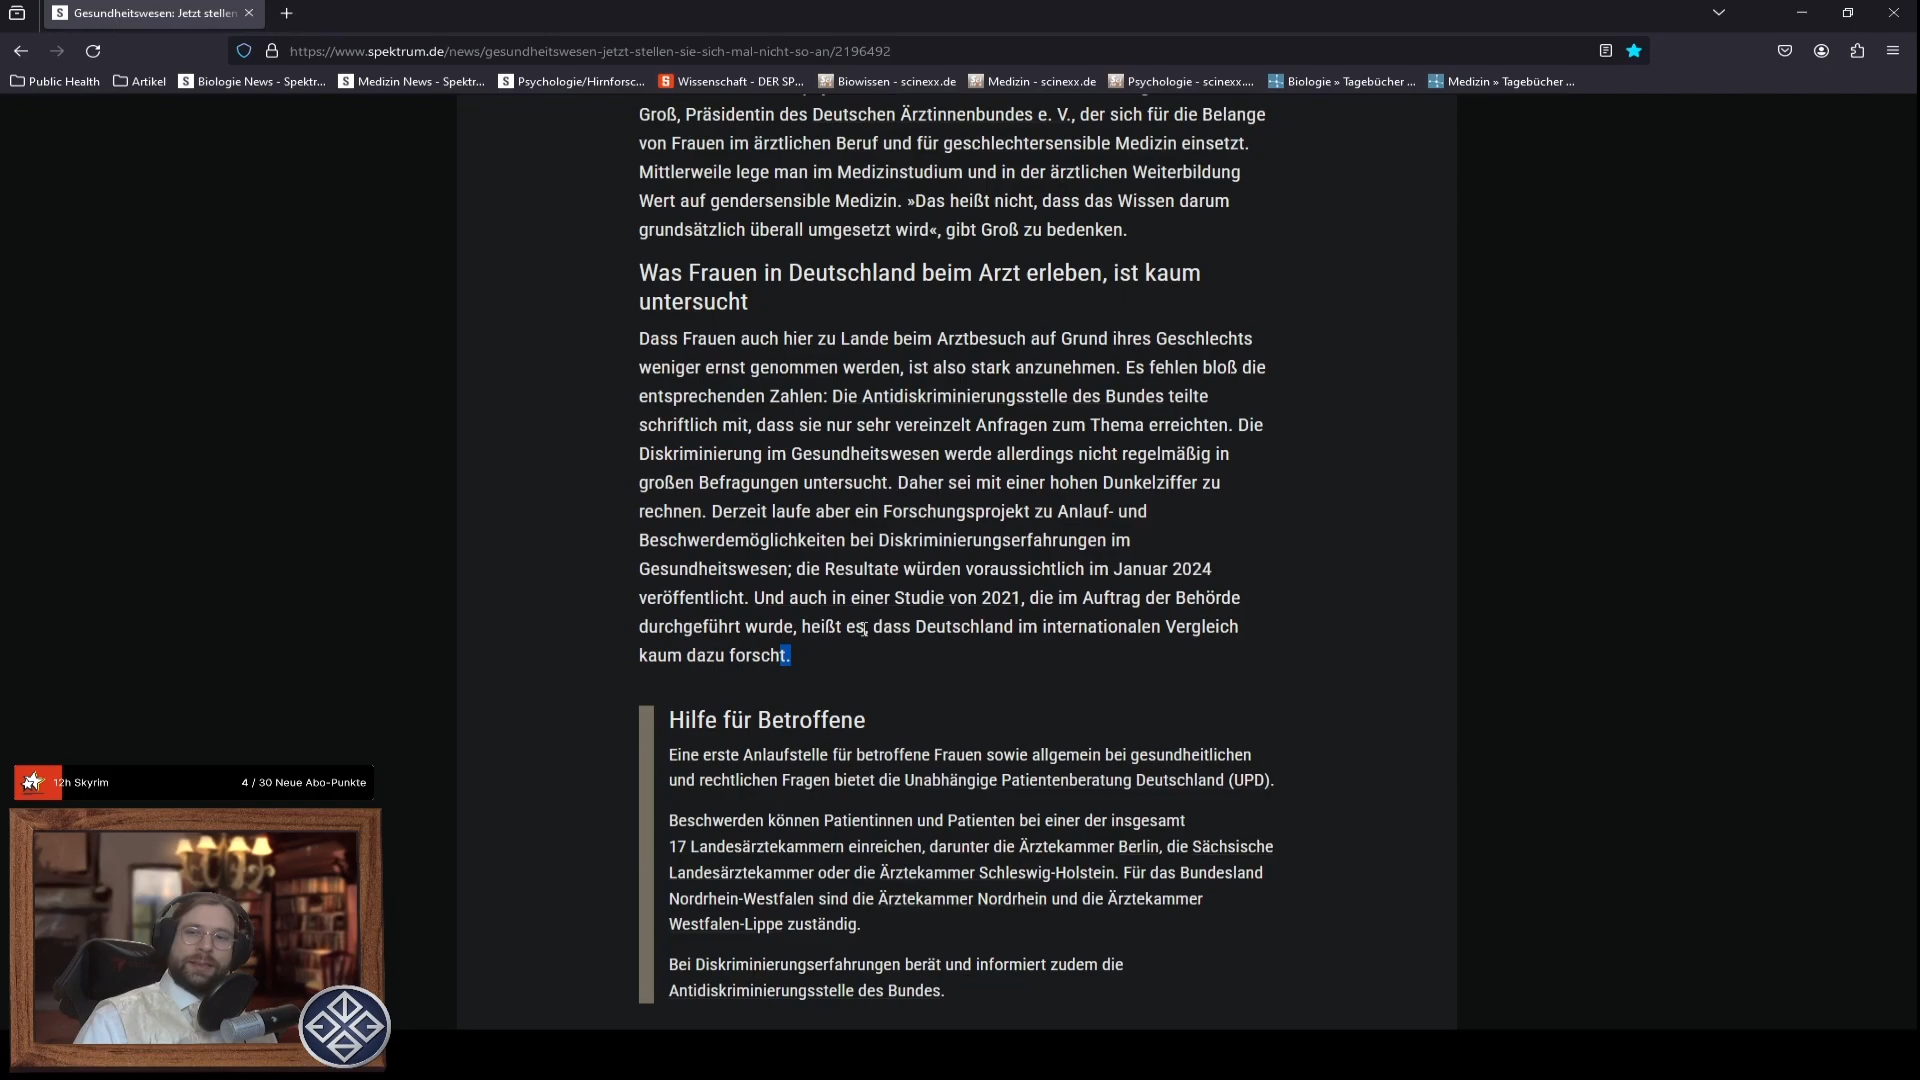 Gesundheitswesen: Jetzt stellen
https://www.spektrum.de/news/gesundheitswesen-jetzt-stellen-sie-sich-mal-nicht-so-an/2196492
Public Health
Artikel
Biologie News - Spektr...
Medizin News - Spektr...
Psychologie/Hirnforsc...
Wissenschaft - DER SP...
Biowissen - scinexx.de
Medizin - scinexx.de
Psychologie - scinexx....
Biologie » Tagebücher ...
Medizin » Tagebücher ...
Groß, Präsidentin des Deutschen Ärztinnenbundes e. V., der sich für die Belange
von Frauen im ärztlichen Beruf und für geschlechtersensible Medizin einsetzt.
Mittlerweile lege man im Medizinstudium und in der ärztlichen Weiterbildung
Wert auf gendersensible Medizin. »Das heißt nicht, dass das Wissen darum
grundsätzlich überall umgesetzt wird«, gibt Groß zu bedenken.
Was Frauen in Deutschland beim Arzt erleben, ist kaum
untersucht
Dass Frauen auch hier zu Lande beim Arztbesuch auf Grund ihres Geschlechts
weniger ernst genommen werden, ist also stark anzunehmen. Es fehlen bloß die
entsprechenden Zahlen: Die Antidiskriminierungsstelle des Bundes teilte
schriftlich mit, dass sie nur sehr vereinzelt Anfragen zum Thema erreichten. Die
Diskriminierung im Gesundheitswesen werde allerdings nicht regelmäßig in
großen Befragungen untersucht. Daher sei mit einer hohen Dunkelziffer zu
rechnen. Derzeit laufe aber ein Forschungsprojekt zu Anlauf- und
Beschwerdemöglichkeiten bei Diskriminierungserfahrungen im
Gesundheitswesen; die Resultate würden voraussichtlich im Januar 2024
veröffentlicht. Und auch in einer Studie von 2021, die im Auftrag der Behörde
durchgeführt wurde, heißt es, dass Deutschland im internationalen Vergleich
kaum dazu forscht.
Hilfe für Betroffene
Eine erste Anlaufstelle für betroffene Frauen sowie allgemein bei gesundheitlichen
und rechtlichen Fragen bietet die Unabhängige Patientenberatung Deutschland (UPD).
Beschwerden können Patientinnen und Patienten bei einer der insgesamt
17 Landesärztekammern einreichen, darunter die Ärztekammer Berlin, die Sächsische
Landesärztekammer oder die Ärztekammer Schleswig-Holstein. Für das Bundesland
Nordrhein-Westfalen sind die Ärztekammer Nordrhein und die Ärztekammer
Westfalen-Lippe zuständig.
Bei Diskriminierungserfahrungen berät und informiert zudem die
Antidiskriminierungsstelle des Bundes.
12h Skyrim
4 / 30 Neue Abo-Punkte